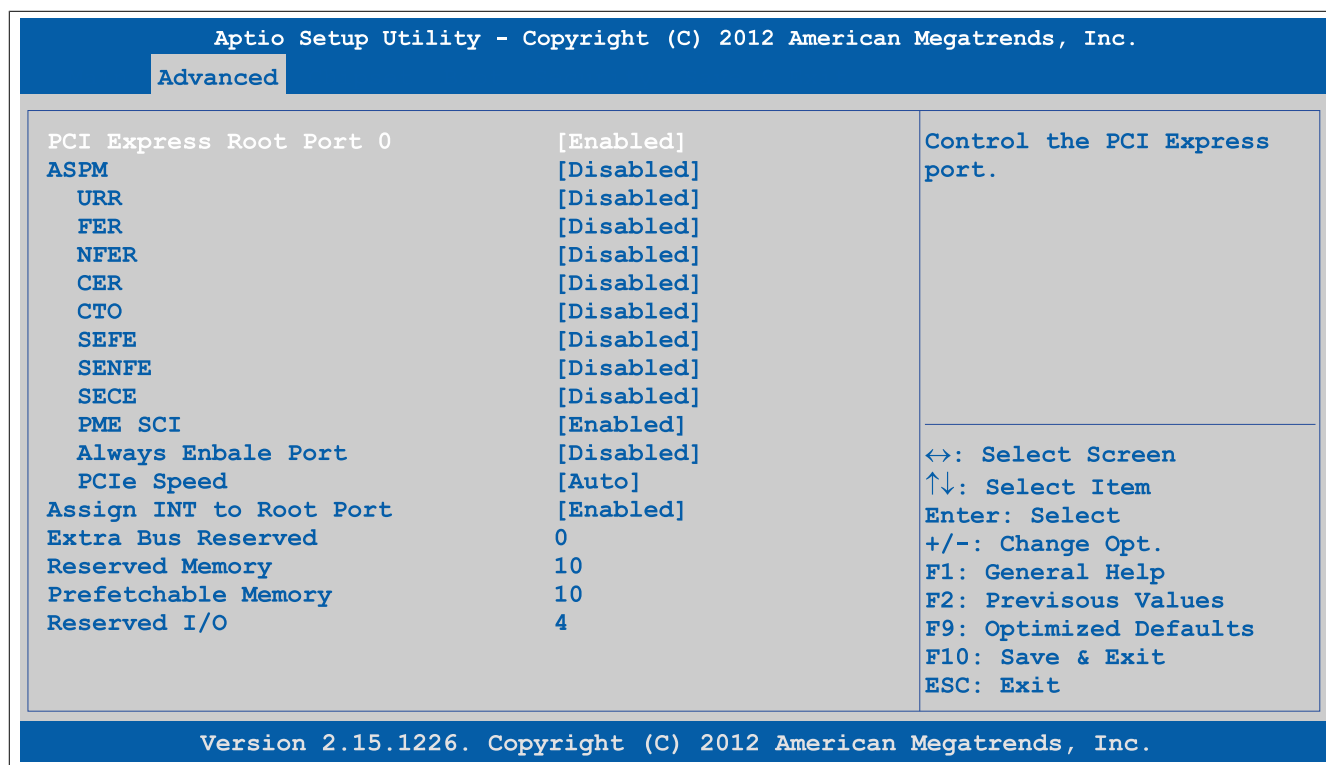 Aptio Setup Utility - Copyright (C) 2012 American Megatrends, Inc.
Advanced
PCI Express Root Port 0 [Enabled]
ASPM [Disabled]
URR [Disabled]
FER [Disabled]
NFER [Disabled]
CER [Disabled]
CTO [Disabled]
SEFE [Disabled]
SENFE [Disabled]
SECE [Disabled]
PME SCI [Enabled]
Always Enbale Port [Disabled]
PCIe Speed [Auto]
Assign INT to Root Port [Enabled]
Extra Bus Reserved 0
Reserved Memory 10
Prefetchable Memory 10
Reserved I/O 4
Control the PCI Express
port.
↔: Select Screen
↑↓: Select Item
Enter: Select
+/-: Change Opt.
F1: General Help
F2: Previsous Values
F9: Optimized Defaults
F10: Save & Exit
ESC: Exit
Version 2.15.1226. Copyright (C) 2012 American Megatrends, Inc.